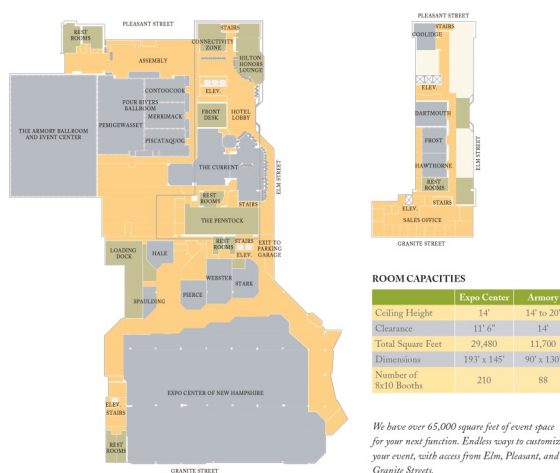 PLEASANT STREET
REST
ROOMS
ASSEMBLY
STAIRS
CONNECTIVITY
ZONE
HILTON
HONORS
LOUNGE
ELEV.
CONTOOCOOK
FOUR RIVERS
BALLROOM
MERRIMACK
PEMIGEWASSET
PISCATAQUOG
THE ARMORY BALLROOM
AND EVENT CENTER
FRONT
DESK
HOTEL
LOBBY
THE CURRENT
ELM STREET
REST
ROOMS
STAIRS
THE PENSTOCK
REST
ROOMS
STAIRS
ELEV.
EXIT TO
PARKING
GARAGE
LOADING
DOCK
HALE
WEBSTER
STARK
PIERCE
SPAULDING
EXPO CENTER OF NEW HAMPSHIRE
ELEV.
STAIRS
REST
ROOMS
GRANITE STREET
PLEASANT STREET
STAIRS
COOLIDGE
ELEV.
DARTMOUTH
FROST
HAWTHORNE
REST
ROOMS
ELM STREET
STAIRS
ELEV.
SALES OFFICE
GRANITE STREET
ROOM CAPACITIES
Expo Center Armory
Ceiling Height 14' 14' to 20'
Clearance 11' 6" 14'
Total Square Feet 29,480 11,700
Dimensions 193' x 145' 90' x 130'
Number of
8x10 Booths 210 88
We have over 65,000 square feet of event space
for your next function. Endless ways to customiz
your event, with access from Elm, Pleasant, and
Granite Streets.